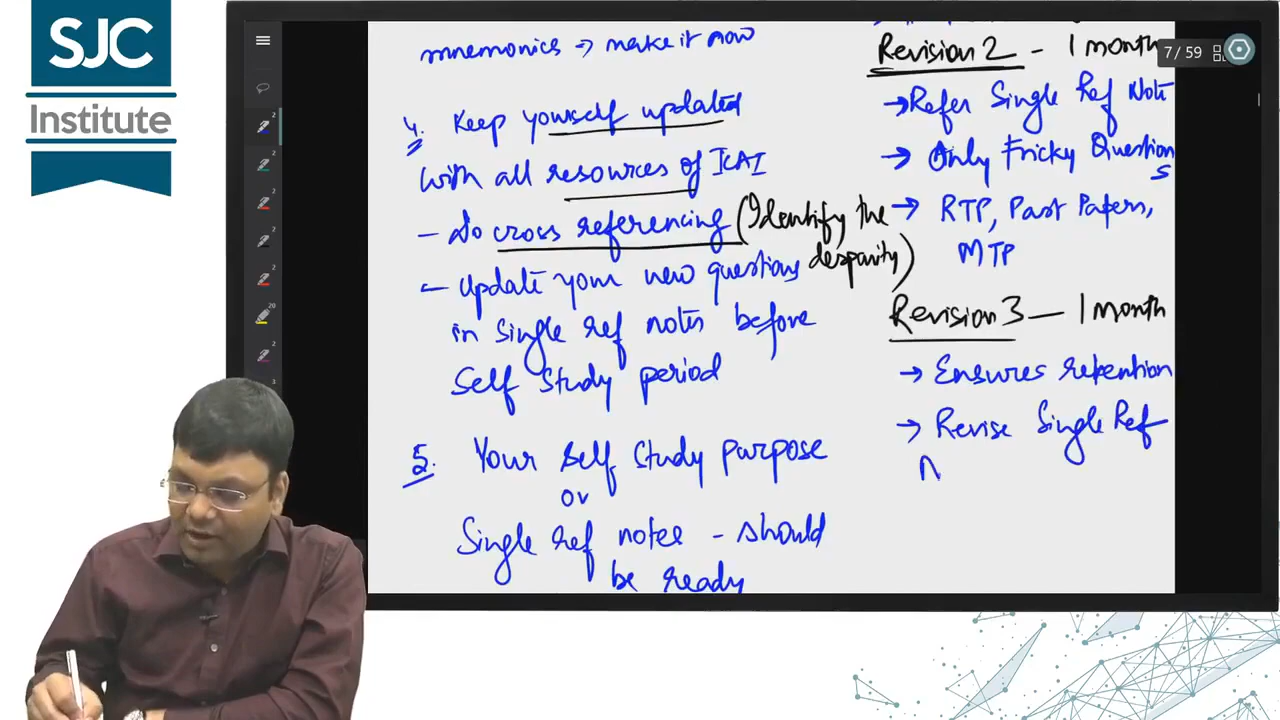 SJC
Institute
mnemonics → make it now
4. Keep yourself updated
with all resources of ICAI
- Do cross referencing (Identify the
desparity)
- Update your new questions
in single ref notes before
Self Study period
5. Your self study purpose
or
Single ref notes - should
be ready
7 / 59
Revision 2 - 1 month
→ Refer Single Ref Note
→ Only Tricky Question
s
→ RTP, Past Papers,
MTP
Revision 3 - 1 month
→ Ensures retention
→ Revise Single Ref